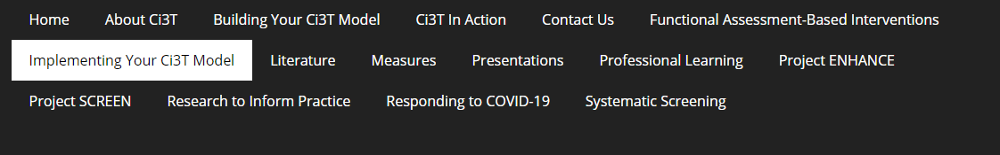 Home About Ci3T Building Your Ci3T Model Ci3T In Action Contact Us Functional Assessment-Based Interventions
Implementing Your Ci3T Model Literature Measures Presentations Professional Learning Project ENHANCE
Project SCREEN Research to Inform Practice Responding to COVID-19 Systematic Screening